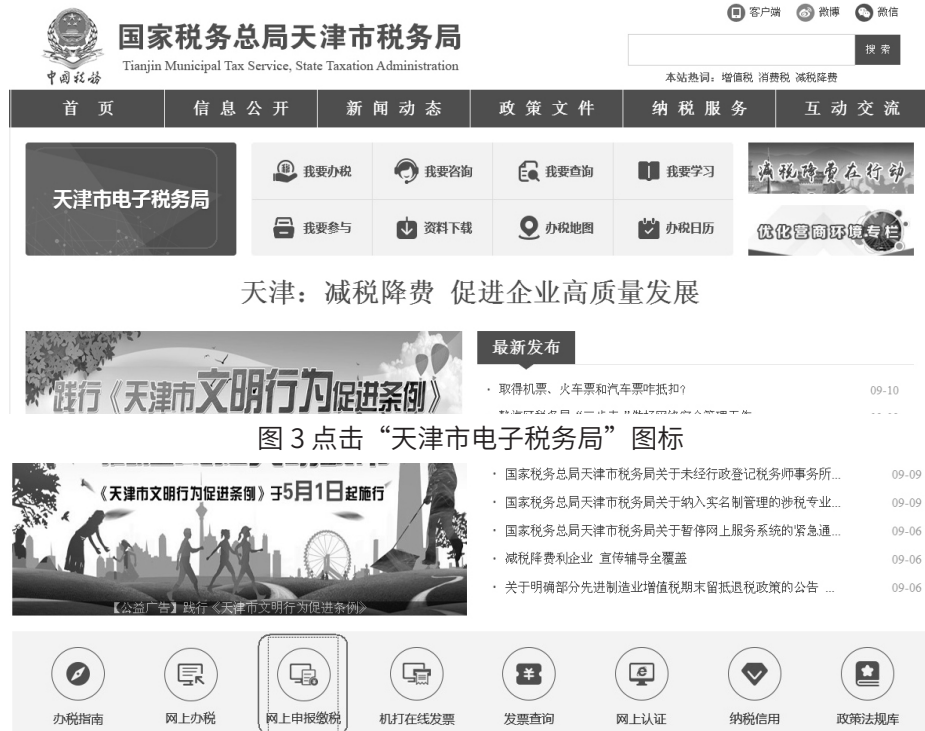 客户端 微博 微信
国家税务总局天津市税务局
Tianjin Municipal Tax Service, State Taxation Administration
中国税务
搜 索
本站热词：增值税 消费税 减税降费
首 页 信 息 公 开 新 闻 动 态 政 策 文 件 纳 税 服 务 互 动 交 流
天津市电子税务局
我要办税 我要咨询 我要查询 我要学习
我要参与 资料下载 办税地图 办税日历
减税降费在行动
优化营商环境专栏
天津：减税降费 促进企业高质量发展
践行《天津市文明行为促进条例》
最新发布
· 取得机票、火车票和汽车票咋抵扣? 09-10
图 3 点击“天津市电子税务局”图标
《天津市文明行为促进条例》于5月1日起施行
【公益广告】践行《天津市文明行为促进条例》
· 国家税务总局天津市税务局关于未经行政登记税务师事务所... 09-09
· 国家税务总局天津市税务局关于纳入实名制管理的涉税专业... 09-09
· 国家税务总局天津市税务局关于暂停网上服务系统的紧急通... 09-06
· 减税降费利企业 宣传辅导全覆盖 09-06
· 关于明确部分先进制造业增值税期末留抵退税政策的公告 ... 09-06
办税指南 网上办税 网上申报缴税 机打在线发票 发票查询 网上认证 纳税信用 政策法规库